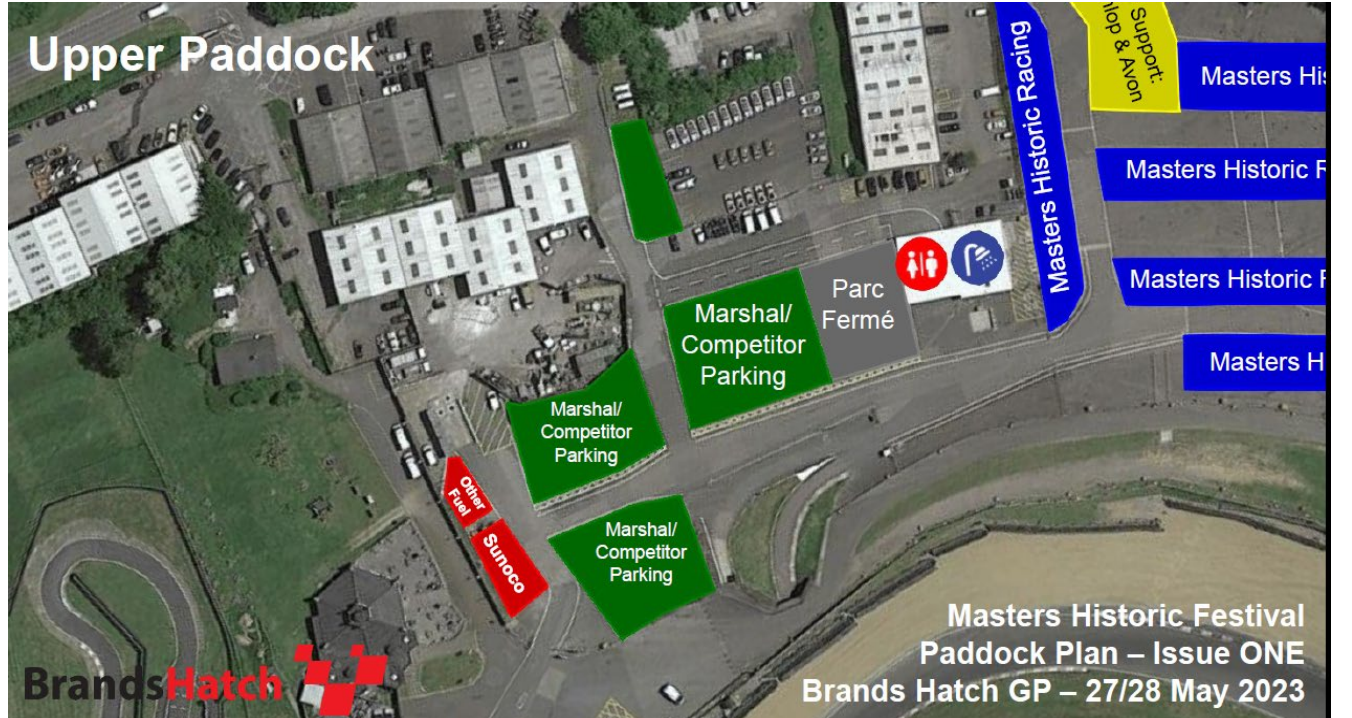 Upper Paddock
Support:
nlop & Avon
Masters Historic Racing
Masters His
Masters Historic R
Masters Historic R
Masters H
Parc
Fermé
Marshal/
Competitor
Parking
Marshal/
Competitor
Parking
Other
Fuel
Sunoco
Marshal/
Competitor
Parking
Masters Historic Festival
Paddock Plan – Issue ONE
Brands Hatch GP – 27/28 May 2023
BrandsHatch